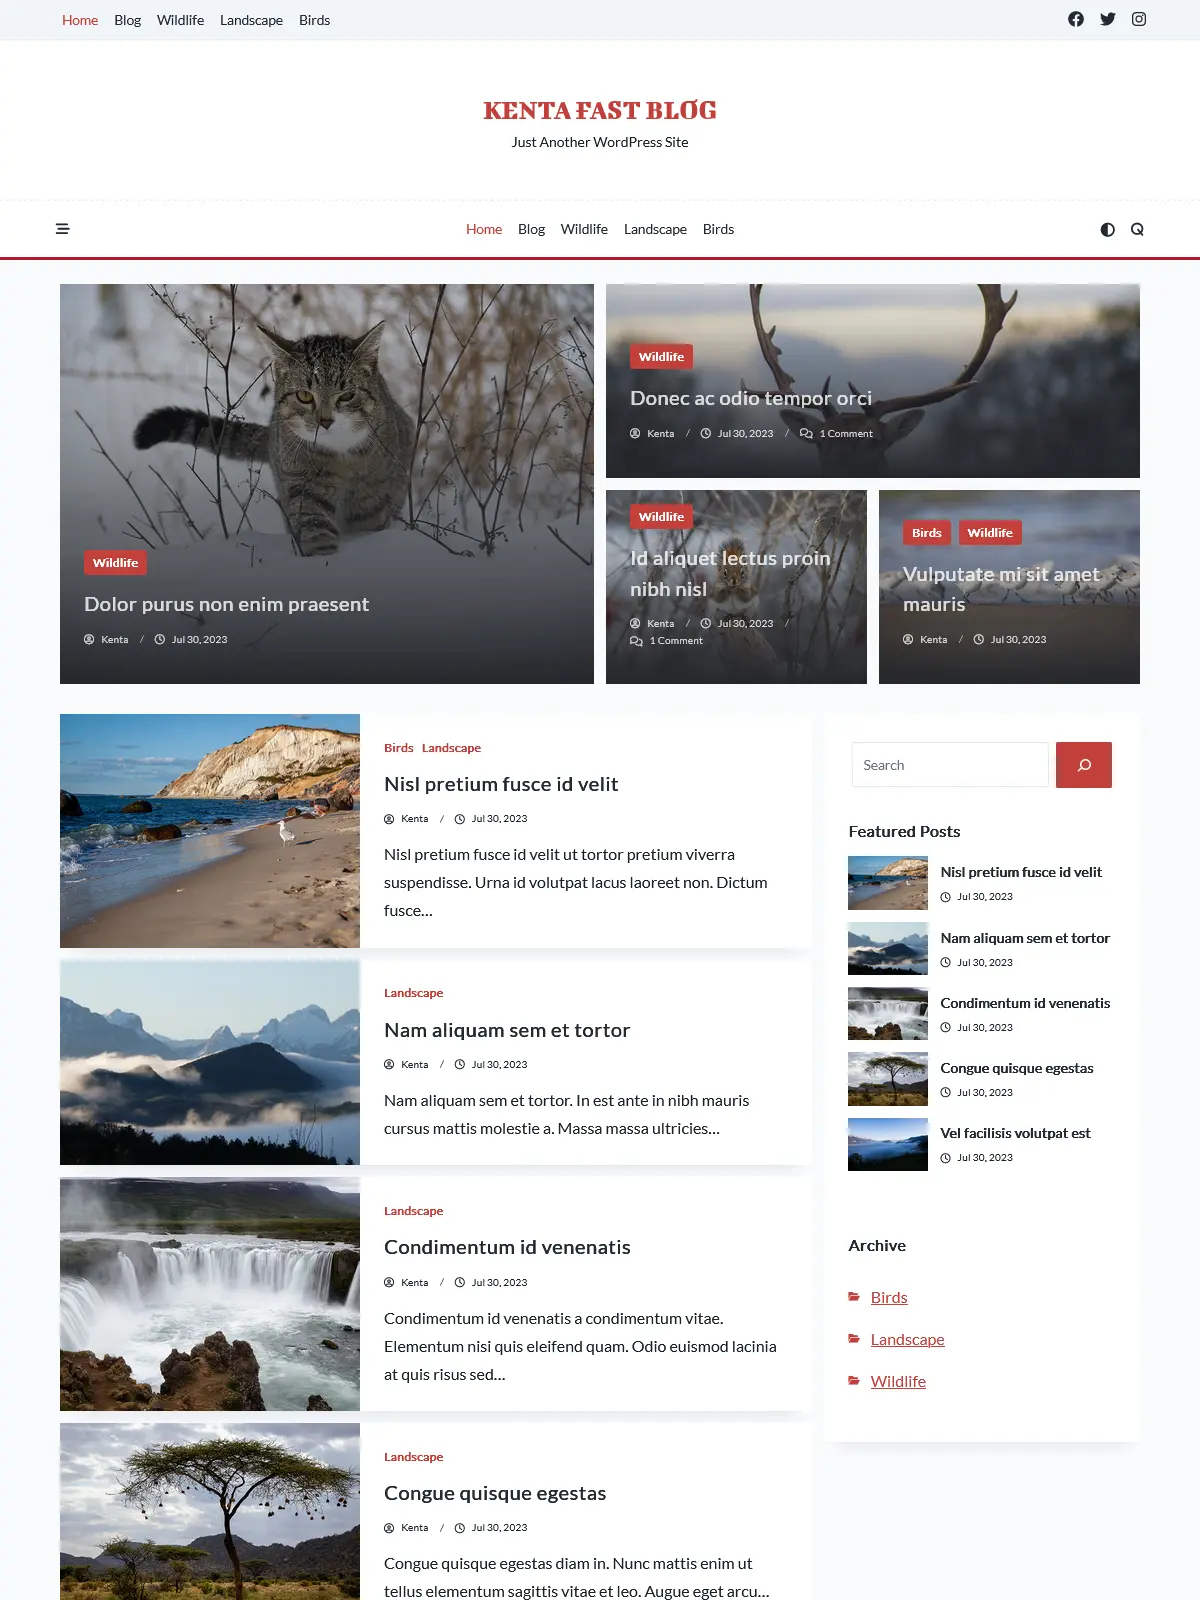 Home Blog Wildlife Landscape Birds
KENTA FAST BLOG
Just Another WordPress Site
Home Blog Wildlife Landscape Birds
Wildlife
Dolor purus non enim praesent
Kenta / Jul 30, 2023
Wildlife
Donec ac odio tempor orci
Kenta / Jul 30, 2023 / 1 Comment
Wildlife
Id aliquet lectus proin
nibh nisl
Kenta / Jul 30, 2023 /
1 Comment
Birds Wildlife
Vulputate mi sit amet
mauris
Kenta / Jul 30, 2023
Birds Landscape
Nisl pretium fusce id velit
Kenta / Jul 30, 2023
Nisl pretium fusce id velit ut tortor pretium viverra
suspendisse. Urna id volutpat lacus laoreet non. Dictum
fusce...
Landscape
Nam aliquam sem et tortor
Kenta / Jul 30, 2023
Nam aliquam sem et tortor. In est ante in nibh mauris
cursus mattis molestie a. Massa massa ultricies...
Landscape
Condimentum id venenatis
Kenta / Jul 30, 2023
Condimentum id venenatis a condimentum vitae.
Elementum nisi quis eleifend quam. Odio euismod lacinia
at quis risus sed...
Landscape
Congue quisque egestas
Kenta / Jul 30, 2023
Congue quisque egestas diam in. Nunc mattis enim ut
tellus elementum sagittis vitae et leo. Augue eget arcu...
Search
Featured Posts
Nisl pretium fusce id velit
Jul 30, 2023
Nam aliquam sem et tortor
Jul 30, 2023
Condimentum id venenatis
Jul 30, 2023
Congue quisque egestas
Jul 30, 2023
Vel facilisis volutpat est
Jul 30, 2023
Archive
Birds
Landscape
Wildlife